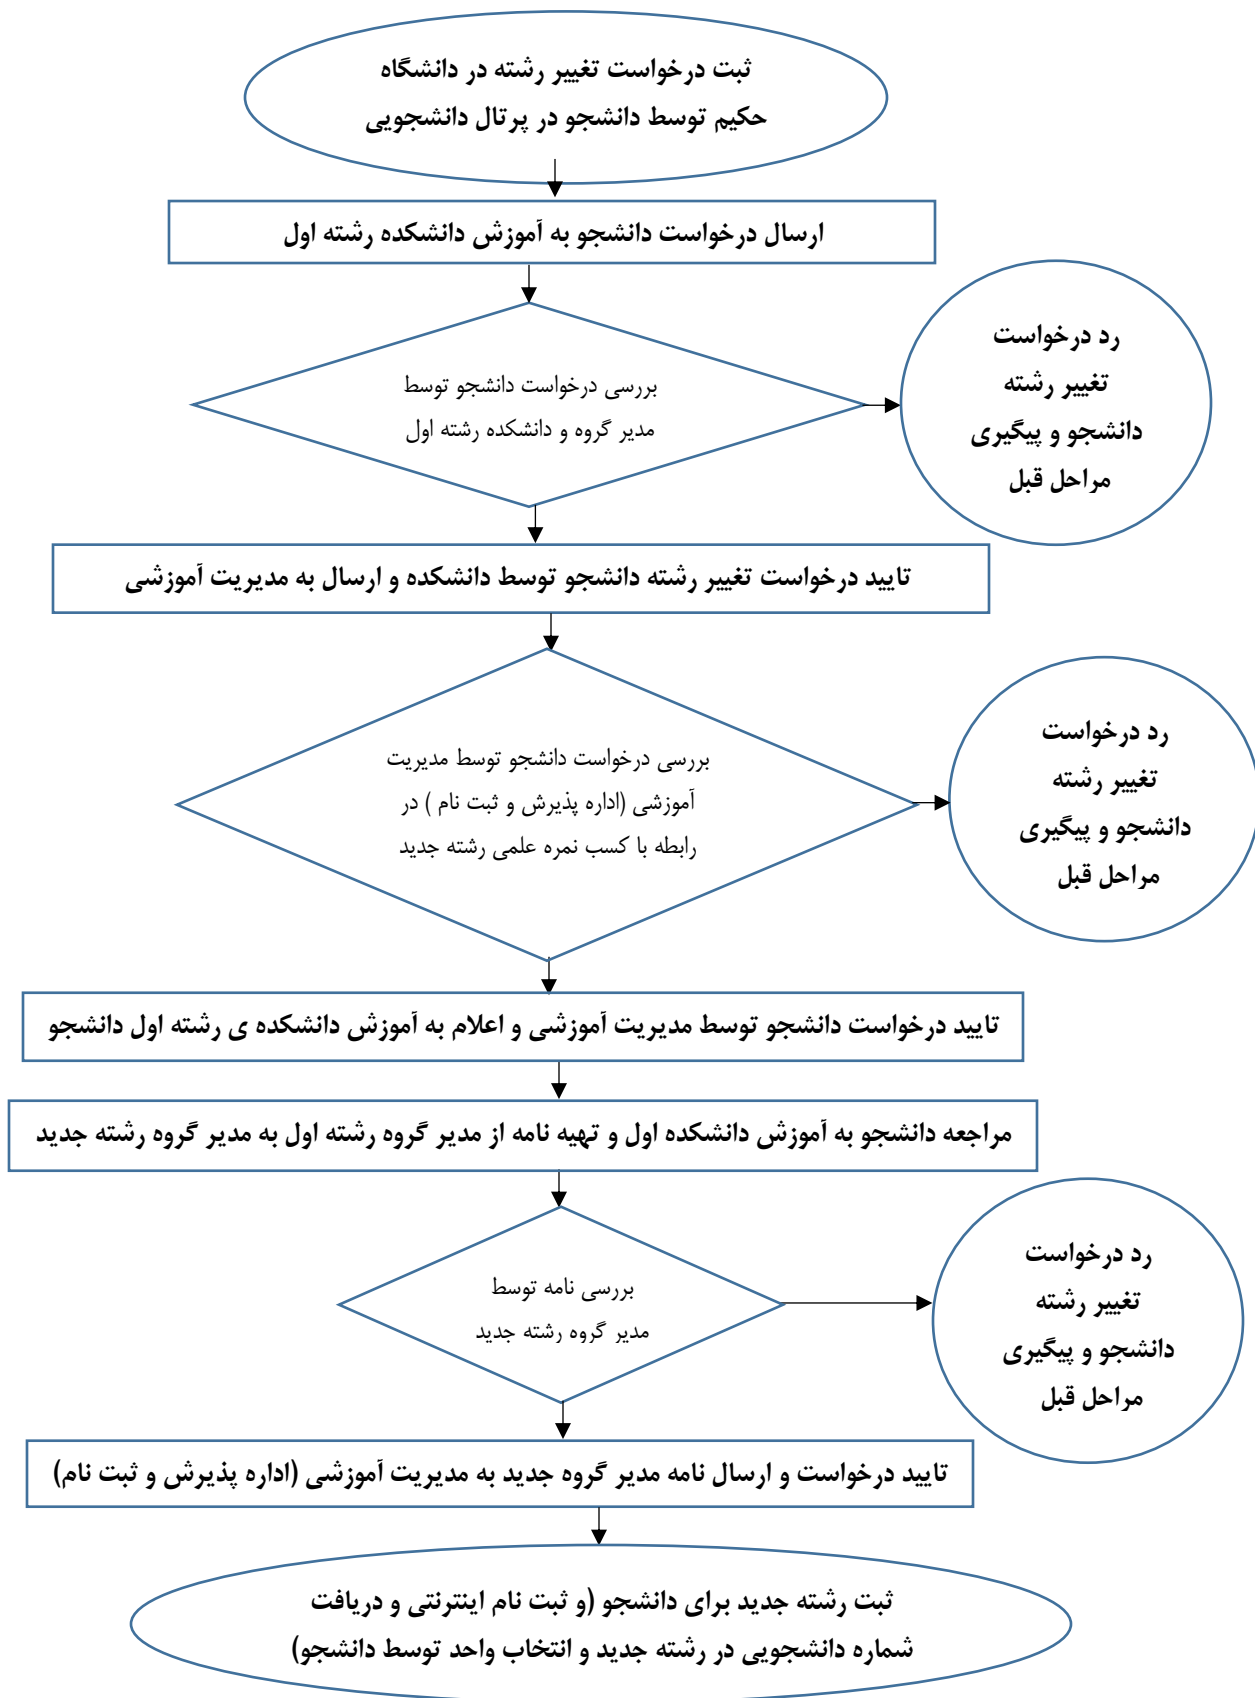 ثبت درخواست تغییر رشته در دانشگاه
حکیم توسط دانشجو در پرتال دانشجویی
ارسال درخواست دانشجو به آموزش دانشکده رشته اول
بررسی درخواست دانشجو توسط
مدیر گروه و دانشکده رشته اول
رد درخواست
تغییر رشته
دانشجو و پیگیری
مراحل قبل
تایید درخواست تغییر رشته دانشجو توسط دانشکده و ارسال به مدیریت آموزشی
بررسی درخواست دانشجو توسط مدیریت
آموزشی (اداره پذیرش و ثبت نام ) در
رابطه با کسب نمره علمی رشته جدید
رد درخواست
تغییر رشته
دانشجو و پیگیری
مراحل قبل
تایید درخواست دانشجو توسط مدیریت آموزشی و اعلام به آموزش دانشکده ی رشته اول دانشجو
مراجعه دانشجو به آموزش دانشکده اول و تهیه نامه از مدیر گروه رشته اول به مدیر گروه رشته جدید
بررسی نامه توسط
مدیر گروه رشته جدید
رد درخواست
تغییر رشته
دانشجو و پیگیری
مراحل قبل
تایید درخواست و ارسال نامه مدیر گروه جدید به مدیریت آموزشی (اداره پذیرش و ثبت نام)
ثبت رشته جدید برای دانشجو (و ثبت نام اینترنتی و دریافت
شماره دانشجویی در رشته جدید و انتخاب واحد توسط دانشجو)